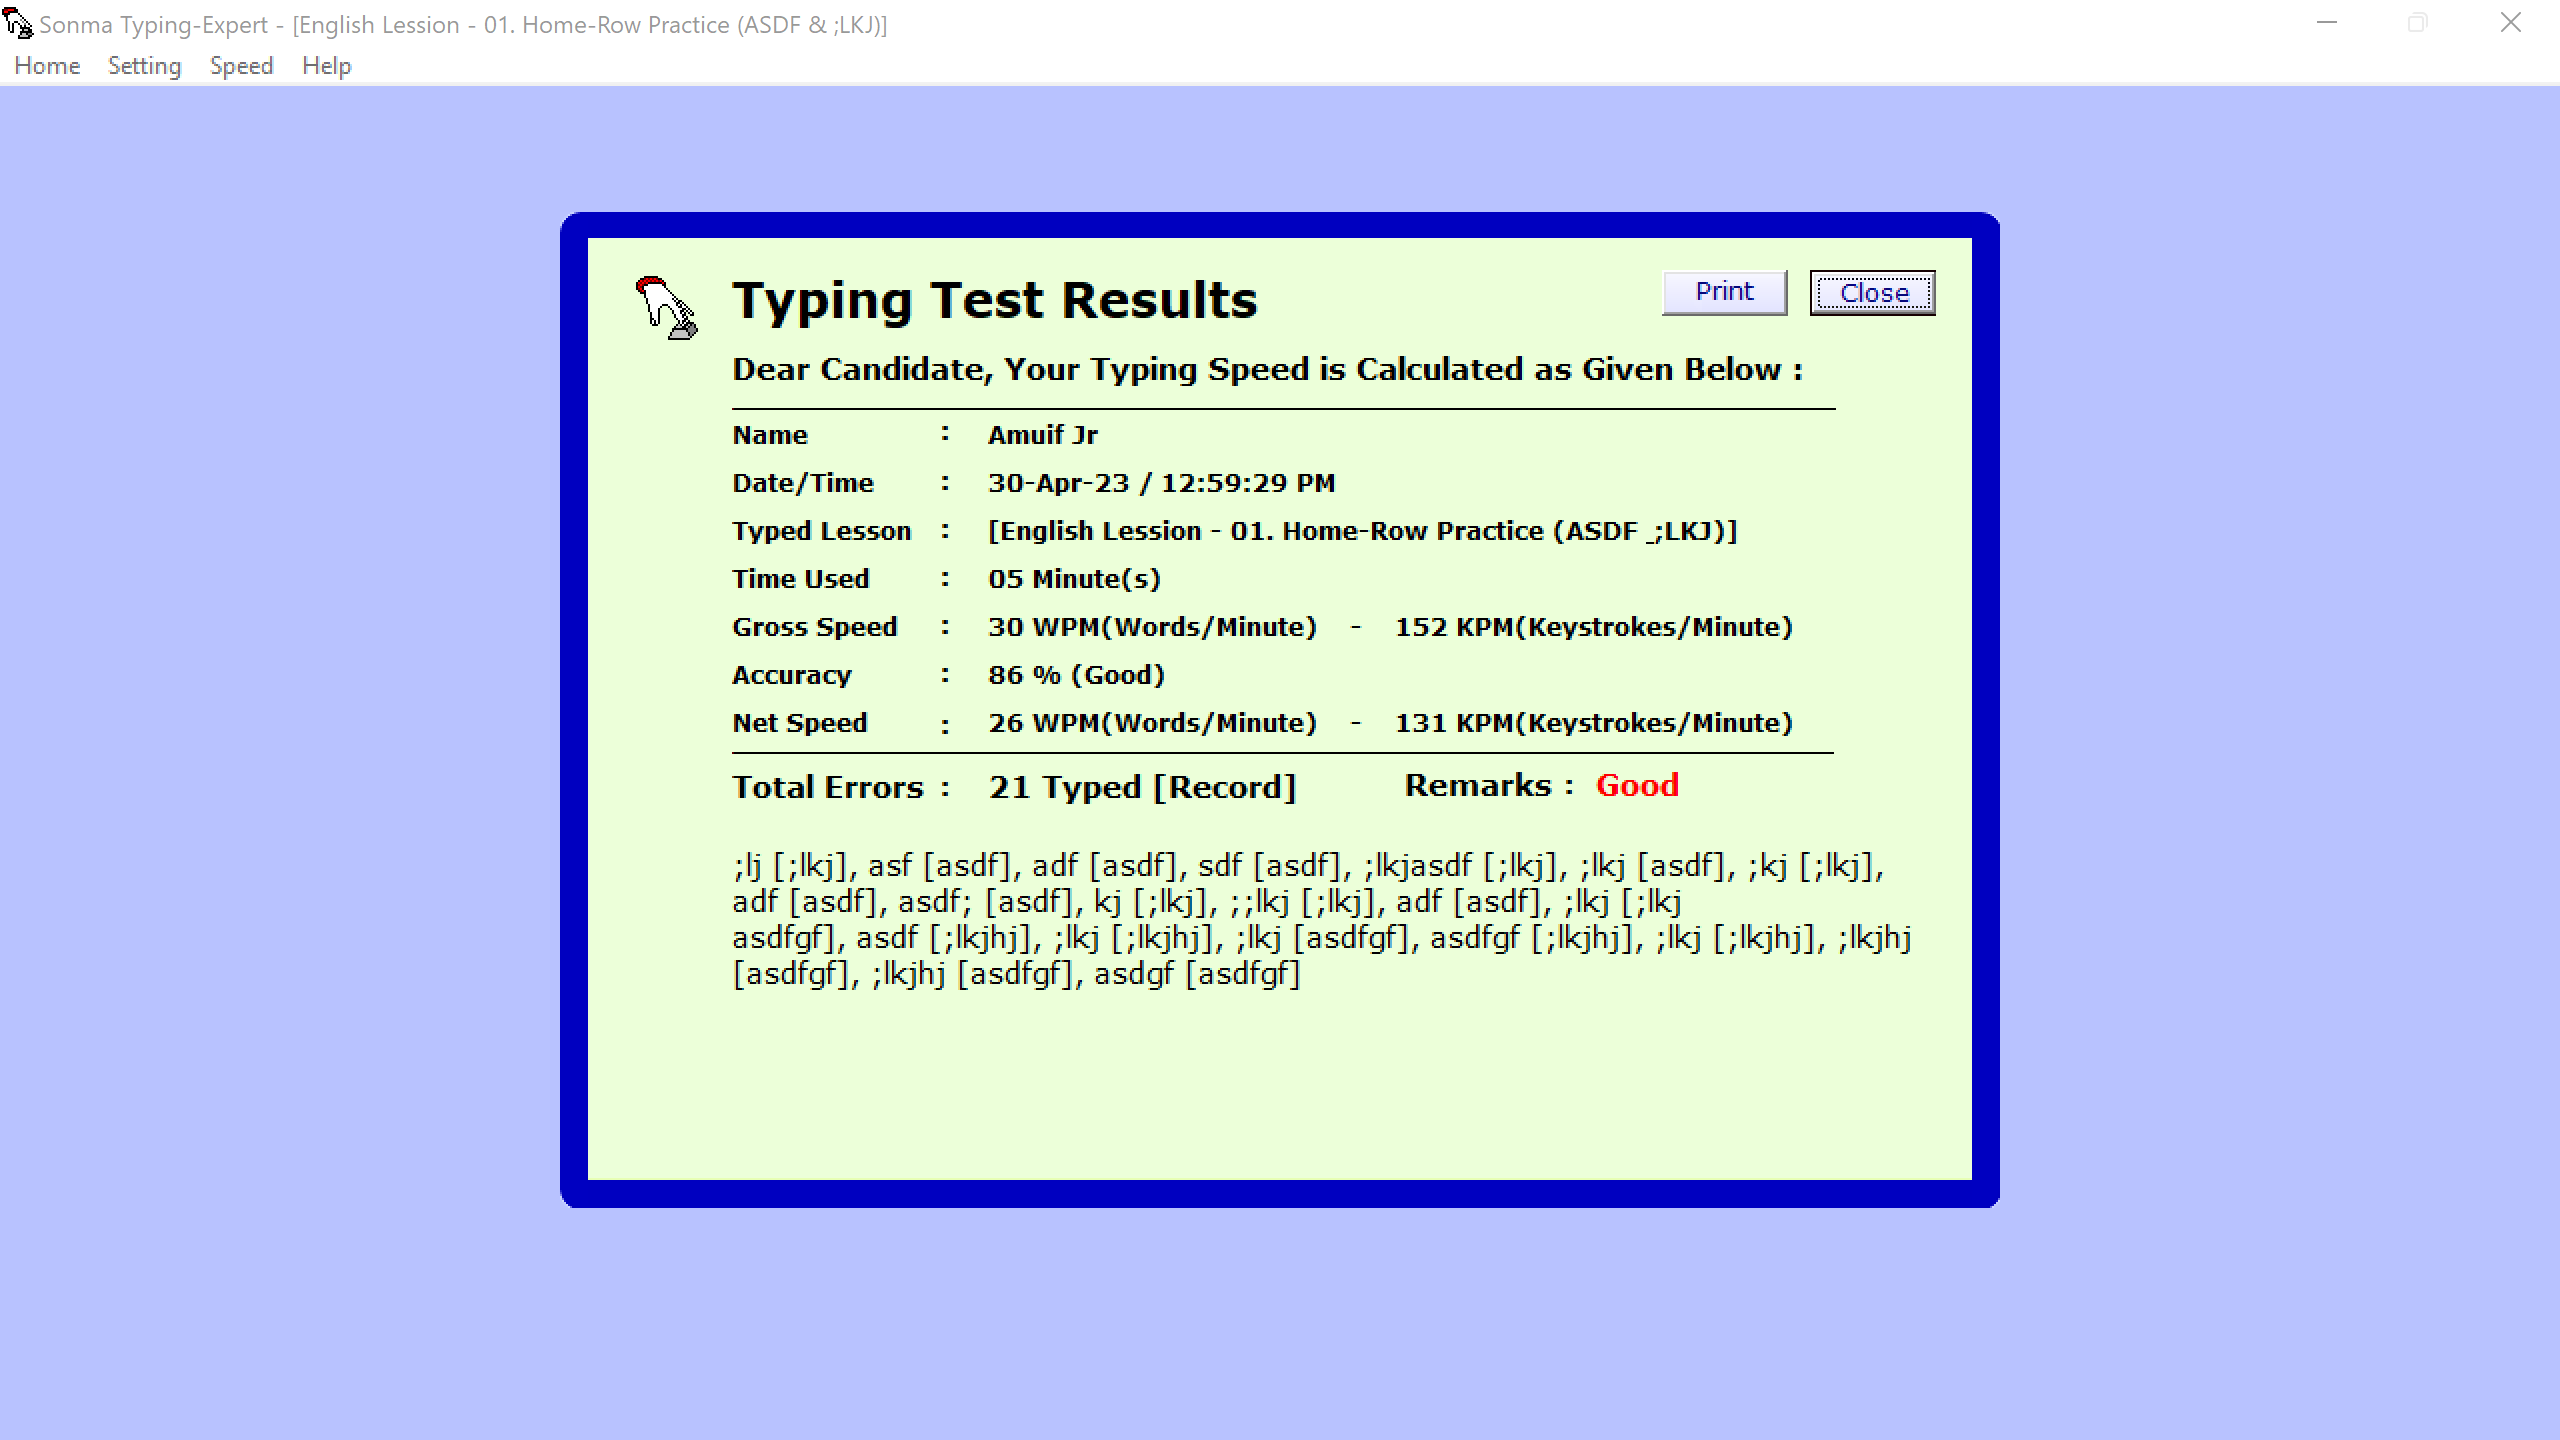 Sonma Typing-Expert - [English Lession - 01. Home-Row Practice (ASDF & ;LKJ)]
Home Setting Speed Help
Typing Test Results
Print Close
Dear Candidate, Your Typing Speed is Calculated as Given Below :
Name : Amuif Jr
Date/Time : 30-Apr-23 / 12:59:29 PM
Typed Lesson : [English Lession - 01. Home-Row Practice (ASDF _;LKJ)]
Time Used : 05 Minute(s)
Gross Speed : 30 WPM(Words/Minute) - 152 KPM(Keystrokes/Minute)
Accuracy : 86 % (Good)
Net Speed : 26 WPM(Words/Minute) - 131 KPM(Keystrokes/Minute)
Total Errors : 21 Typed [Record] Remarks : Good
;lj [;lkj], asf [asdf], adf [asdf], sdf [asdf], ;lkjasdf [;lkj], ;lkj [asdf], ;kj [;lkj],
adf [asdf], asdf; [asdf], kj [;lkj], ;;lkj [;lkj], adf [asdf], ;lkj [;lkj
asdfgf], asdf [;lkjhj], ;lkj [;lkjhj], ;lkj [asdfgf], asdfgf [;lkjhj], ;lkj [;lkjhj], ;lkjhj
[asdfgf], ;lkjhj [asdfgf], asdgf [asdfgf]